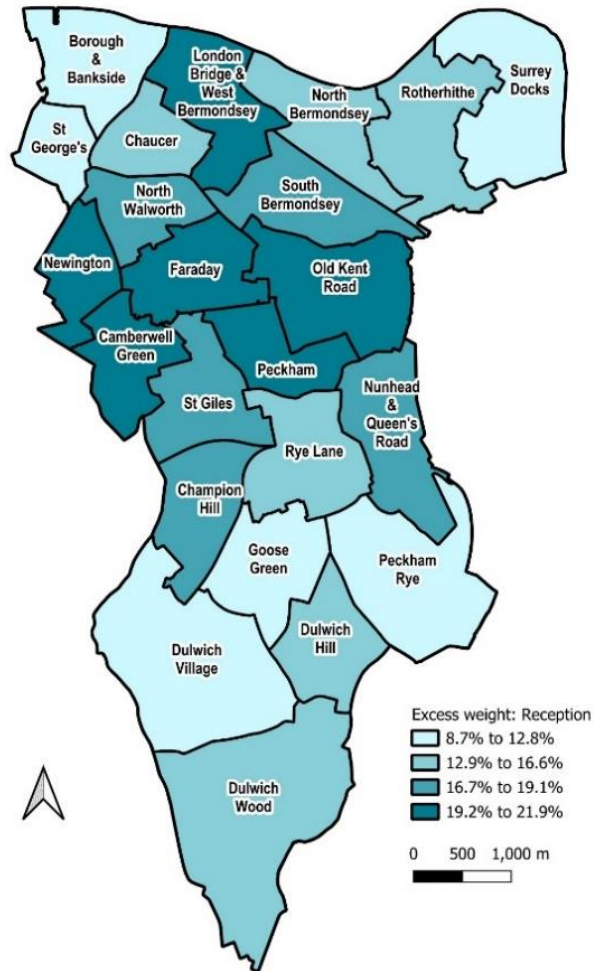 Borough
&
Bankside
London
Bridge &
West
Bermondsey
North
Bermondsey
Rotherhithe
Surrey
Docks
St
George's
Chaucer
North
Walworth
South
Bermondsey
Newington
Faraday
Old Kent
Road
Camberwell
Green
Peckham
St Giles
Nunhead
&
Queen's
Road
Rye Lane
Champion
Hill
Goose
Green
Peckham
Rye
Dulwich
Village
Dulwich
Hill
Dulwich
Wood
Excess weight: Reception
8.7% to 12.8%
12.9% to 16.6%
16.7% to 19.1%
19.2% to 21.9%
0 500 1,000 m